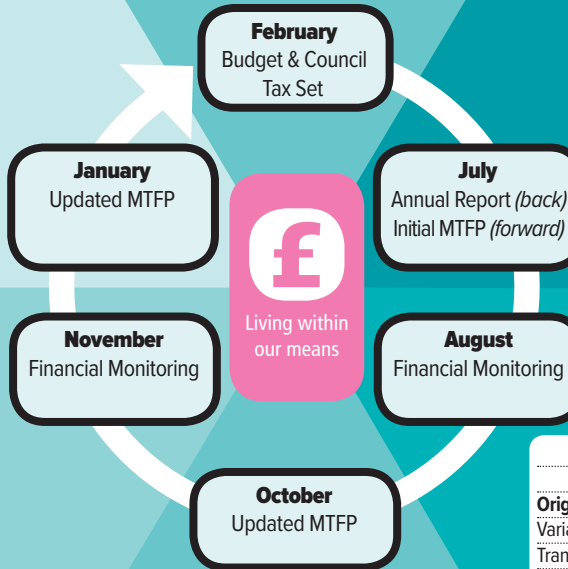 February
Budget & Council
Tax Set
January
Updated MTFP
July
Annual Report (back)
Initial MTFP (forward)
£
Living within
our means
November
Financial Monitoring
August
Financial Monitoring
October
Updated MTFP